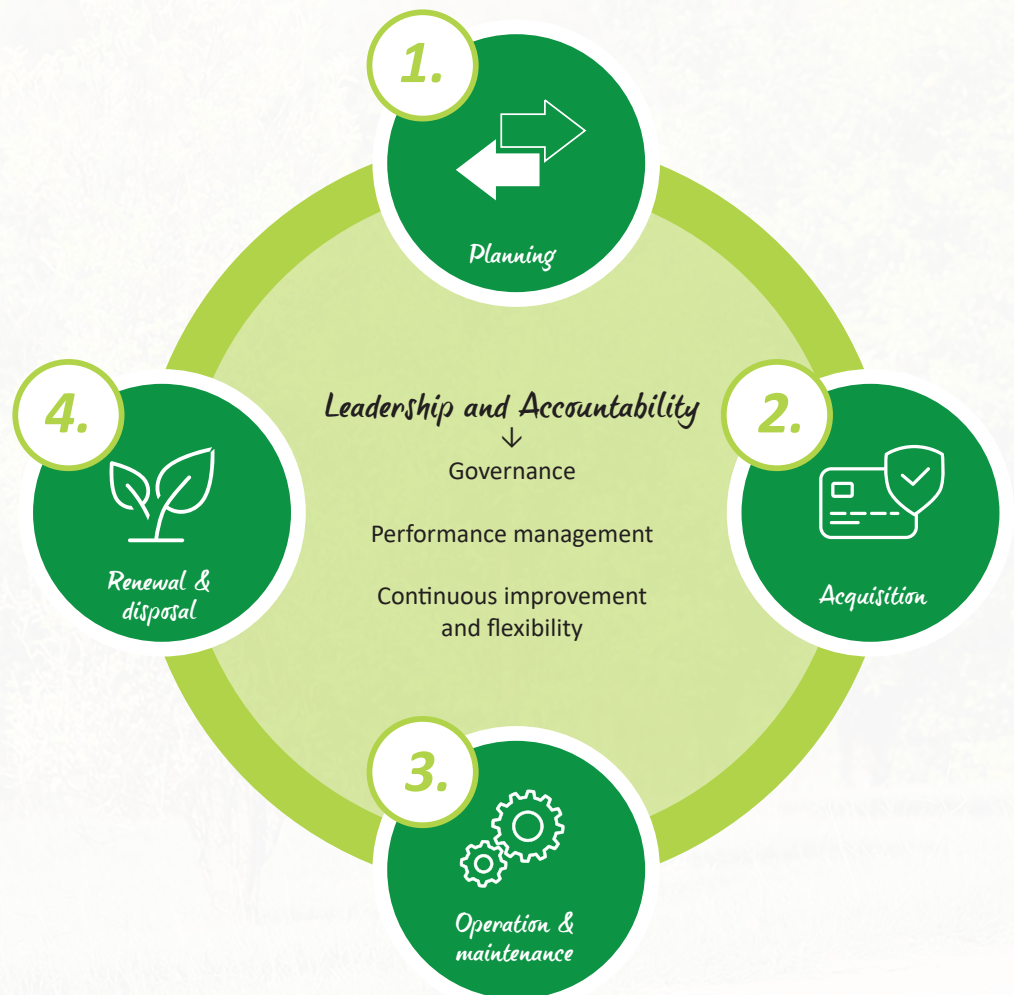 1.
Planning
Leadership and Accountability
↓
Governance
Performance management
Continuous improvement
and flexibility
2.
Acquisition
3.
Operation &
maintenance
4.
Renewal &
disposal